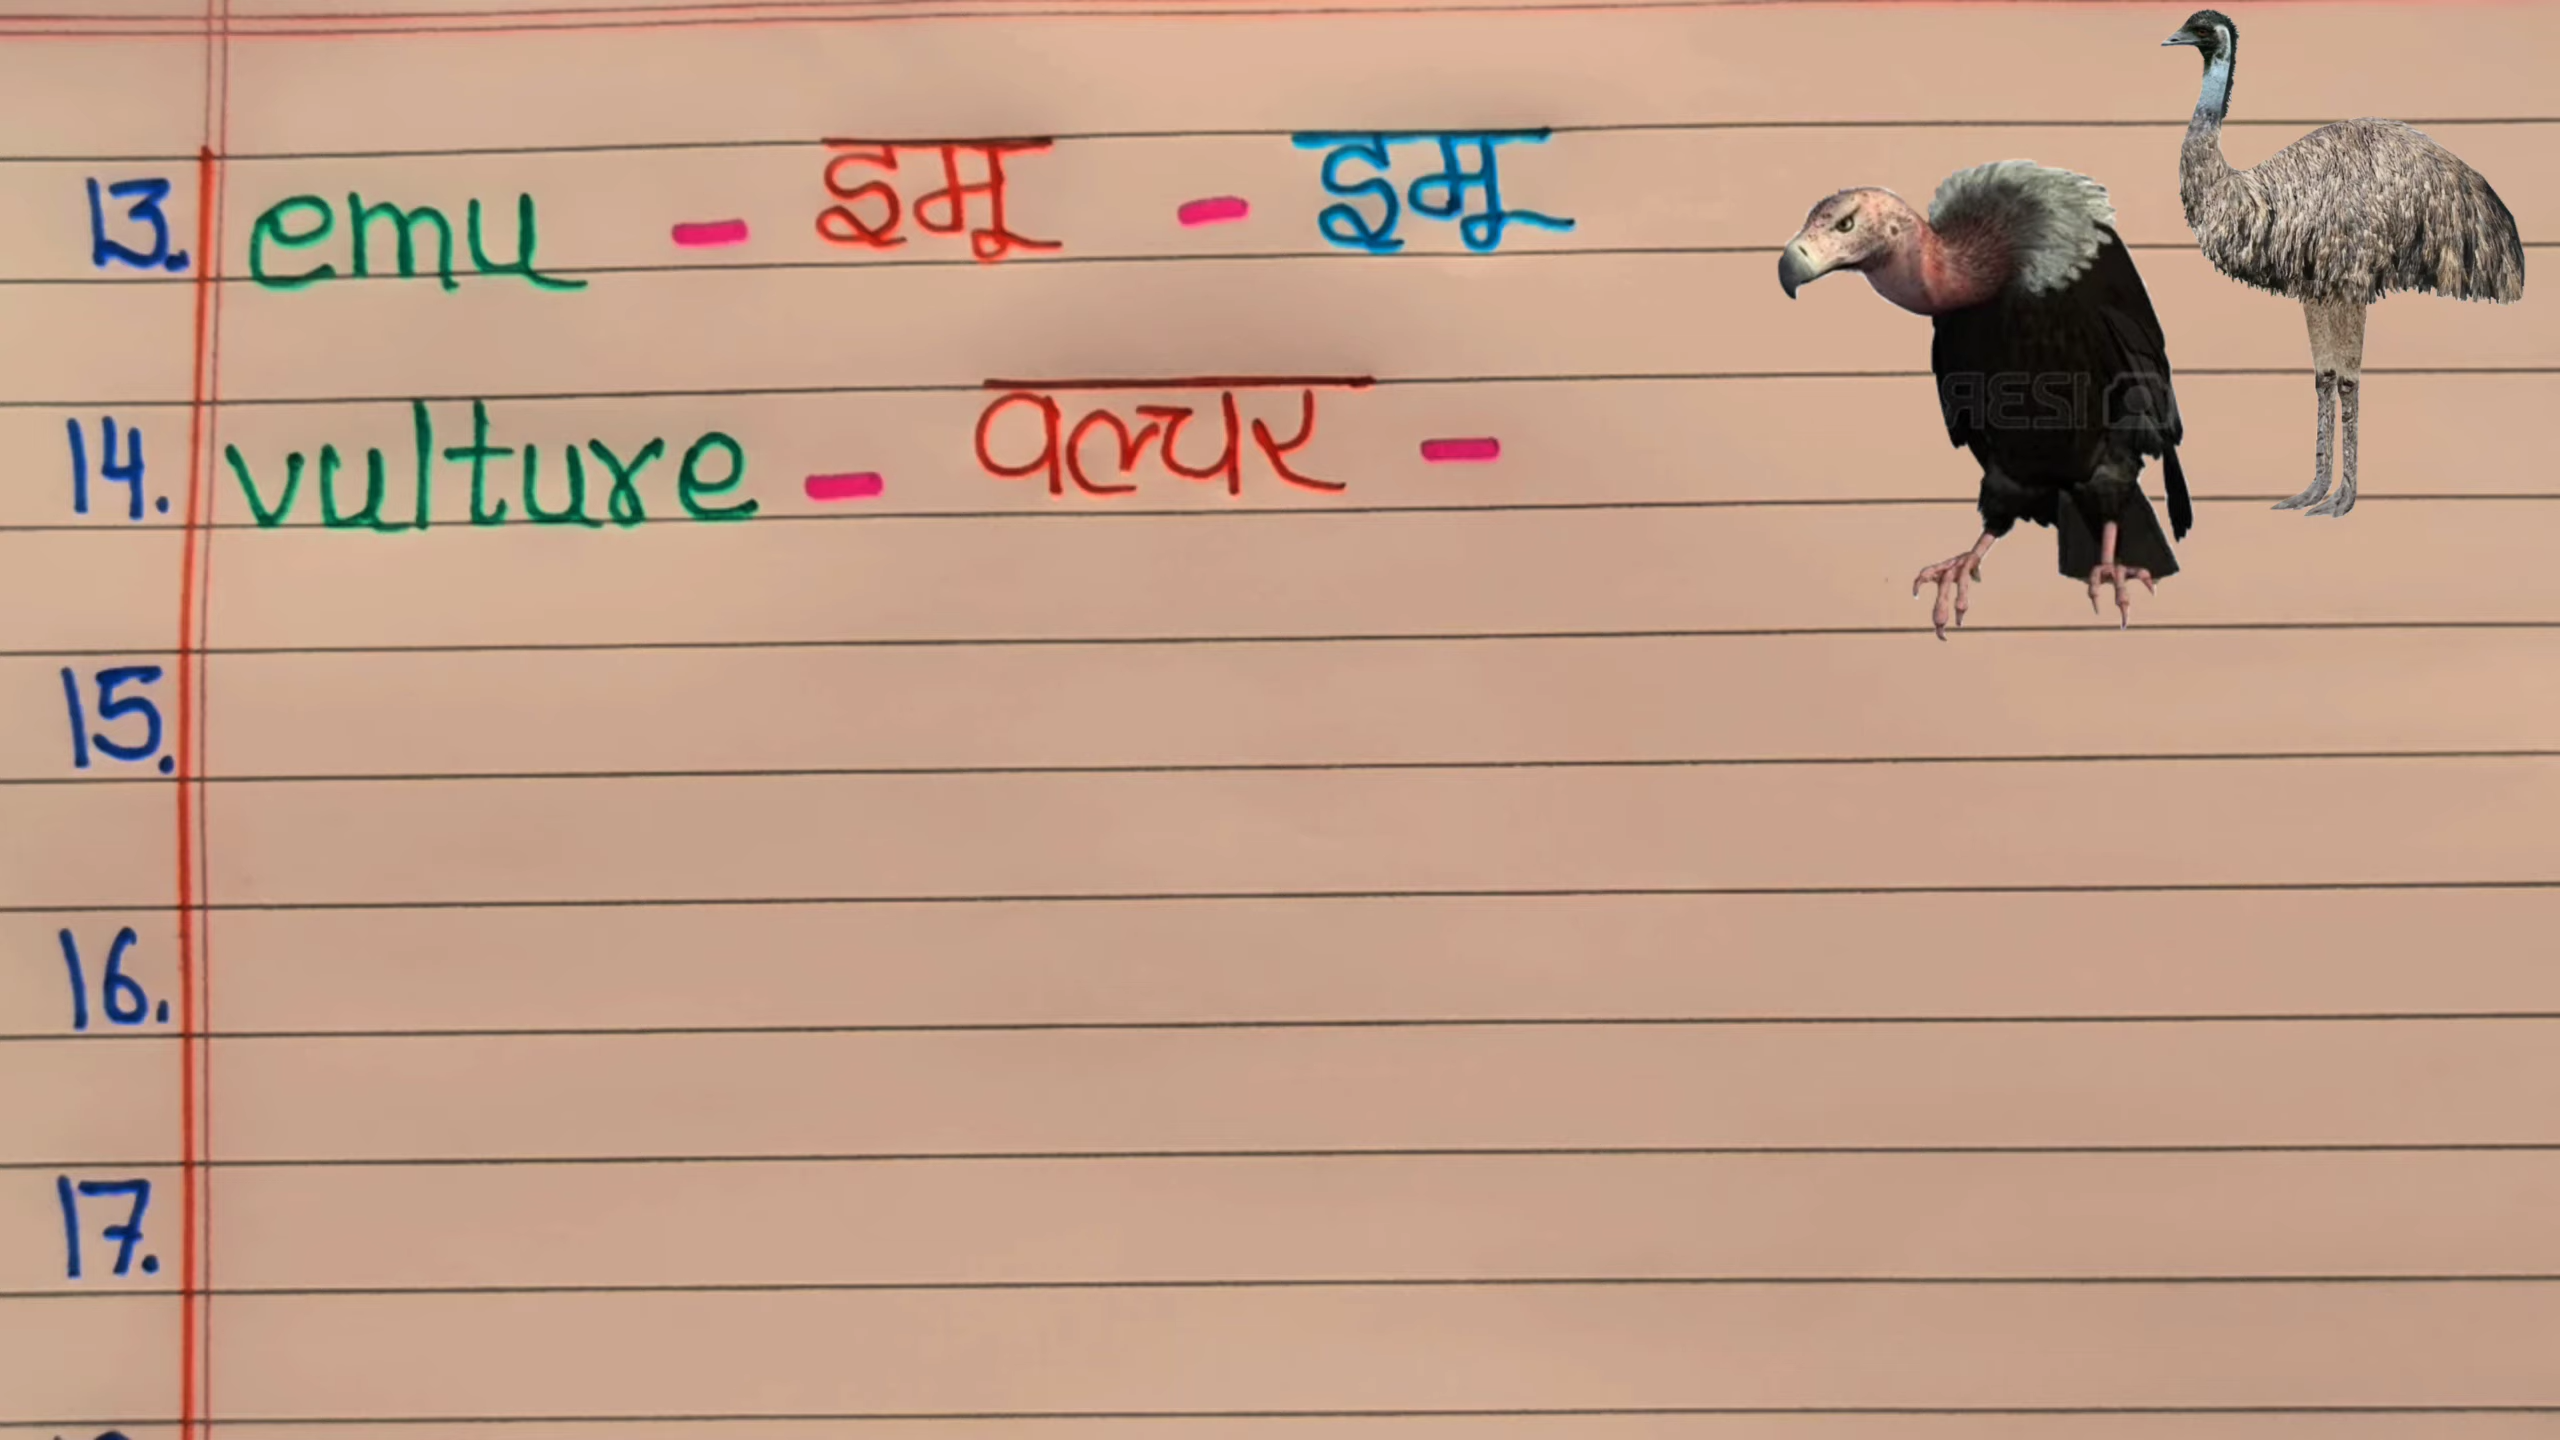 13. emu - इमू - इमू
14. vulture - वल्चर -
15.
16.
17.